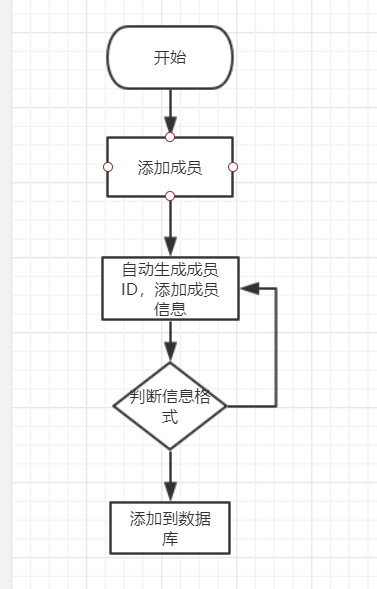 开始
添加成员
自动生成成员
ID，添加成员
信息
判断信息格
式
添加到数据
库